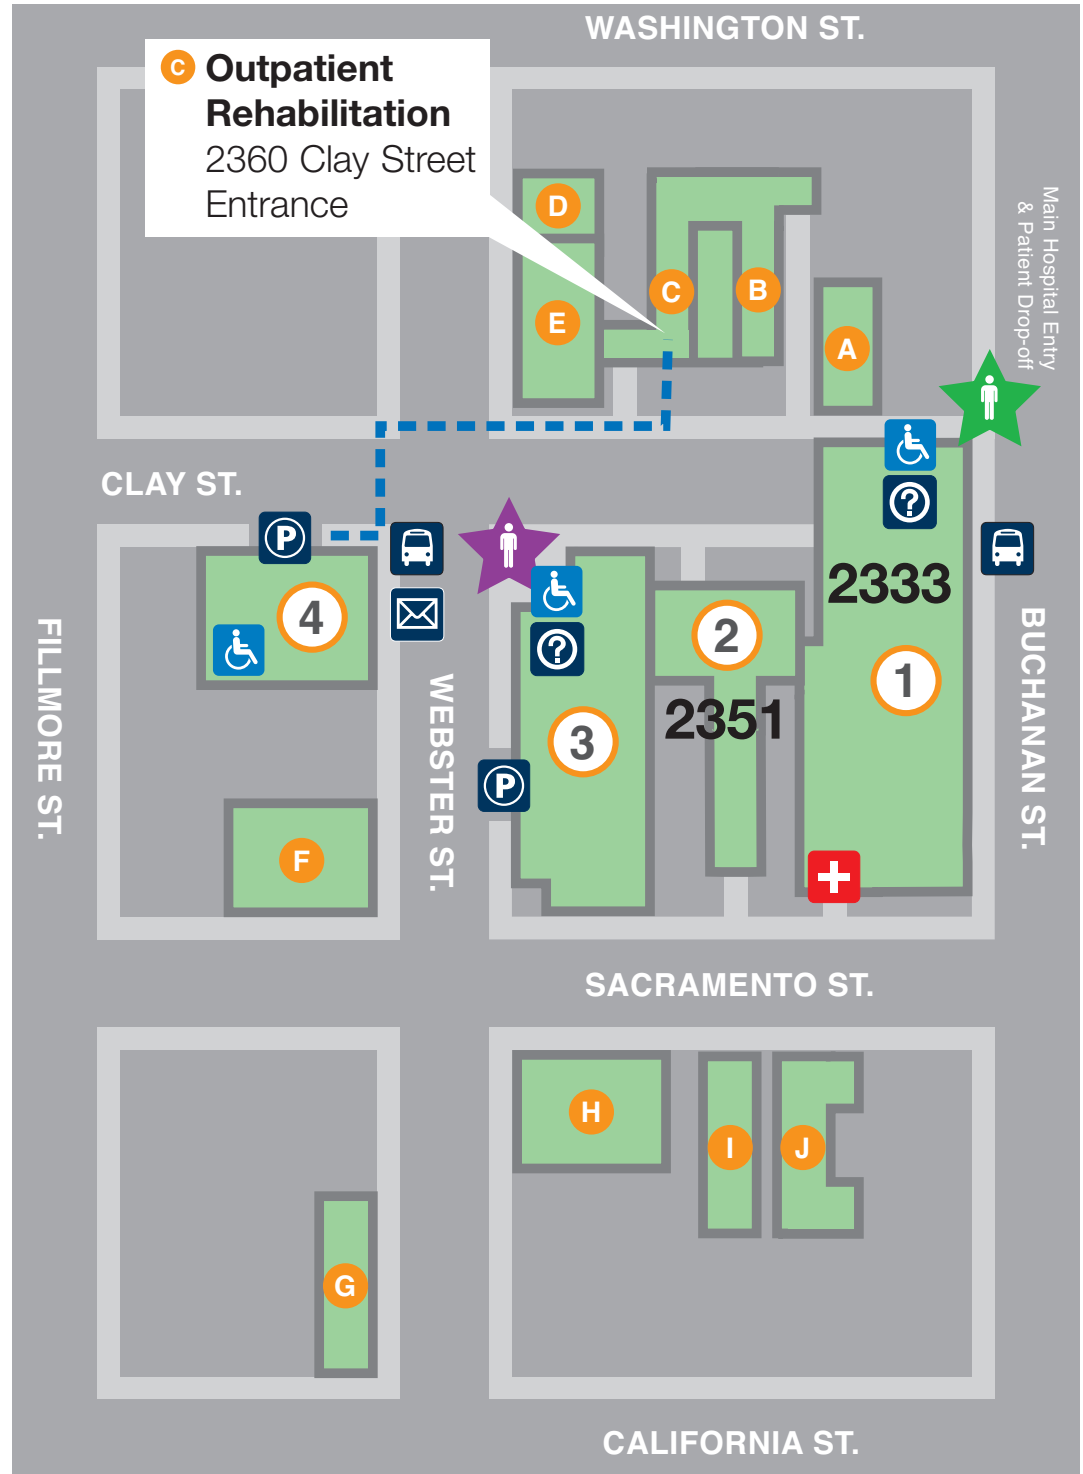 WASHINGTON ST.
C Outpatient
Rehabilitation
2360 Clay Street
Entrance
Main Hospital Entry
& Patient Drop-off
D
C
B
E
A
CLAY ST.
?
P
2333
4
2
?
1
2351
3
FILLMORE ST.
WEBSTER ST.
BUCHANAN ST.
P
F
SACRAMENTO ST.
H
I
J
G
CALIFORNIA ST.